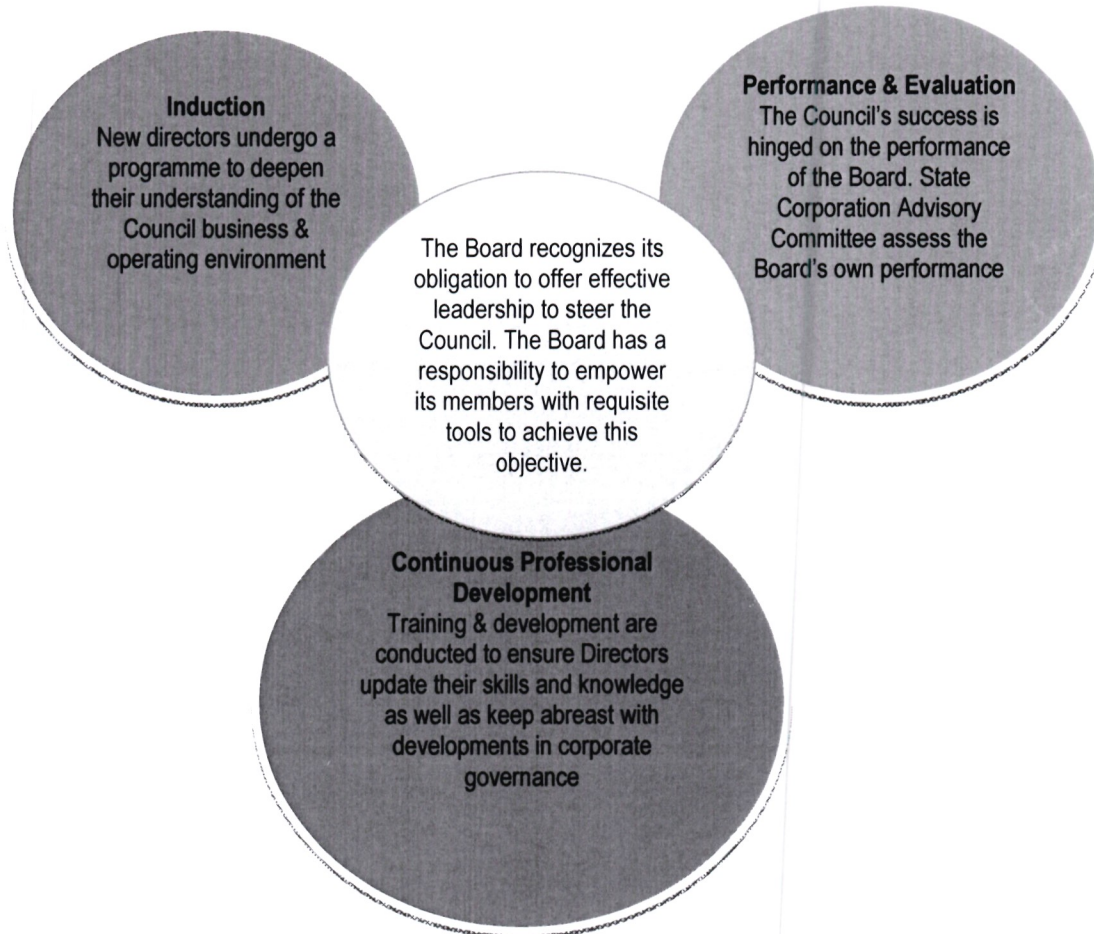 Induction
New directors undergo a
programme to deepen
their understanding of the
Council business &
operating environment
Performance & Evaluation
The Council's success is
hinged on the performance
of the Board. State
Corporation Advisory
Committee assess the
Board's own performance
The Board recognizes its
obligation to offer effective
leadership to steer the
Council. The Board has a
responsibility to empower
its members with requisite
tools to achieve this
objective.
Continuous Professional
Development
Training & development are
conducted to ensure Directors
update their skills and knowledge
as well as keep abreast with
developments in corporate
governance